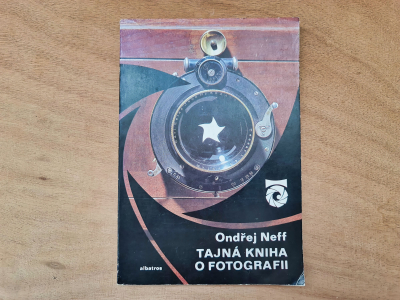 Ondřej Neff
TAJNÁ KNIHA
O FOTOGRAFII
albatros